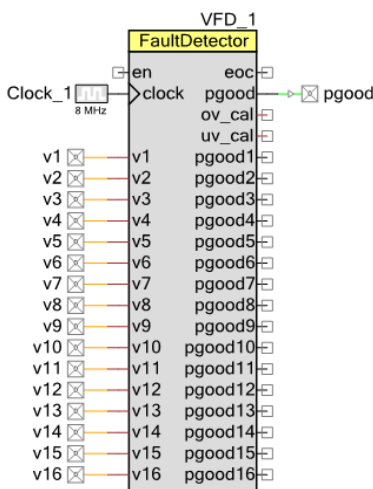 VFD_1
FaultDetector
en eoc
Clock_1 clock pgood pgood
8 MHz
ov_cal
uv_cal
v1 v1 pgood1
v2 v2 pgood2
v3 v3 pgood3
v4 v4 pgood4
v5 v5 pgood5
v6 v6 pgood6
v7 v7 pgood7
v8 v8 pgood8
v9 v9 pgood9
v10 v10 pgood10
v11 v11 pgood11
v12 v12 pgood12
v13 v13 pgood13
v14 v14 pgood14
v15 v15 pgood15
v16 v16 pgood16